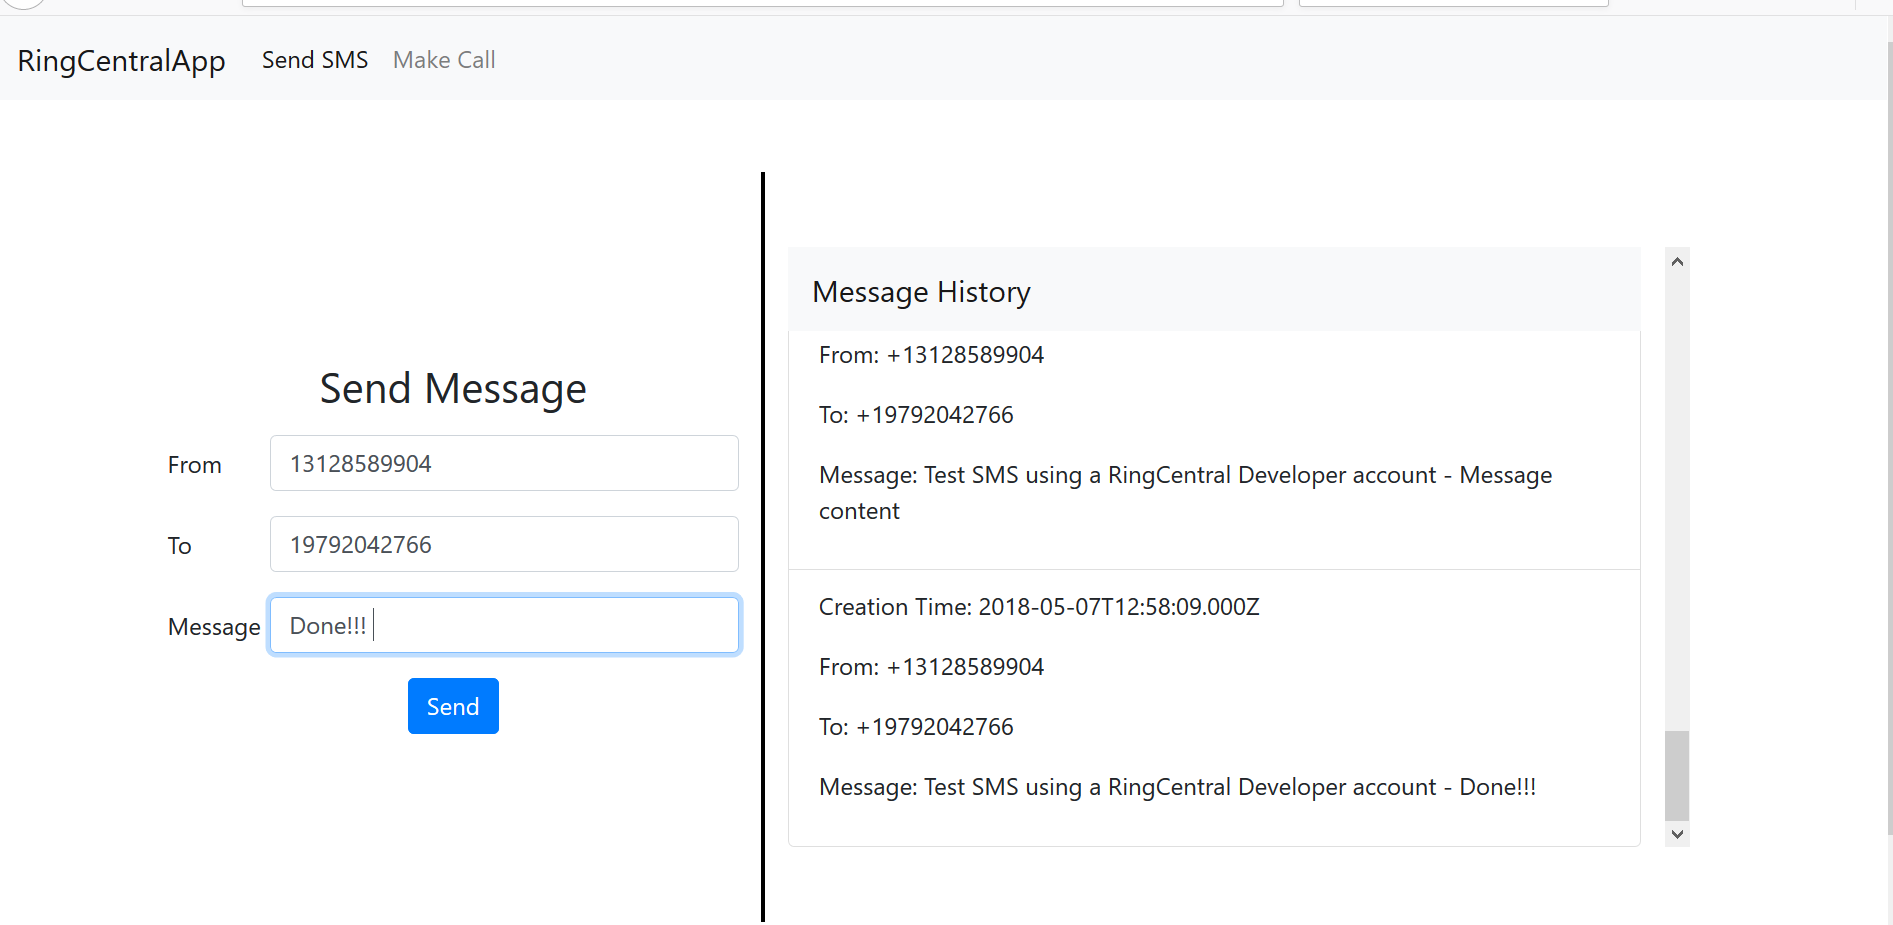 RingCentralApp Send SMS Make Call
Send Message
From 13128589904
To 19792042766
Message Done!!!
Send
Message History
From: +13128589904
To: +19792042766
Message: Test SMS using a RingCentral Developer account - Message
content
Creation Time: 2018-05-07T12:58:09.000Z
From: +13128589904
To: +19792042766
Message: Test SMS using a RingCentral Developer account - Done!!!